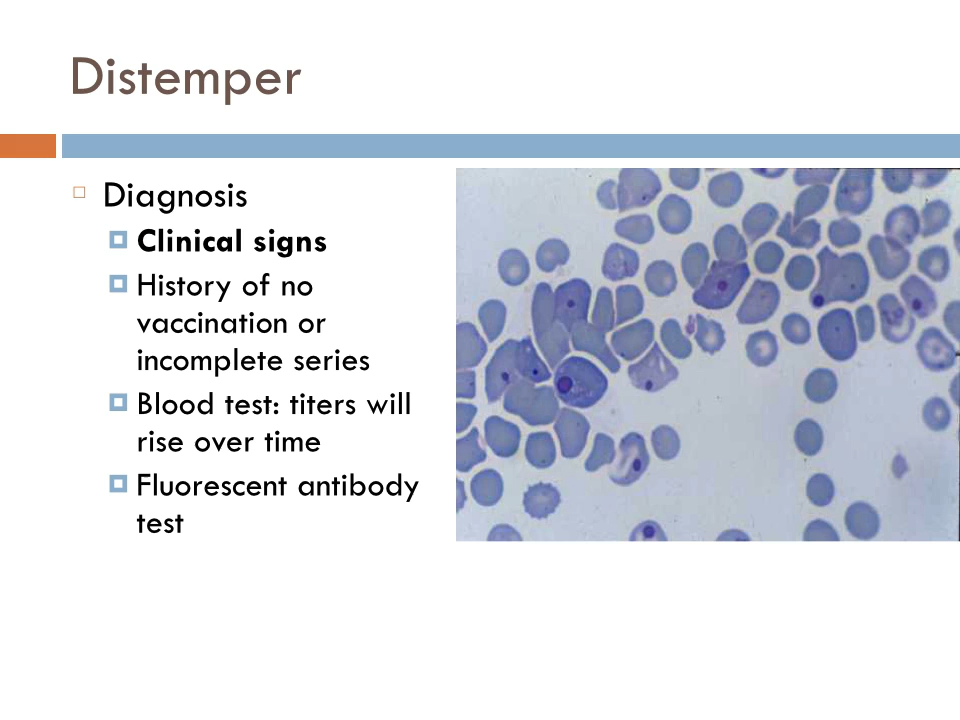 Distemper
Diagnosis
Clinical signs
History of no
vaccination or
incomplete series
Blood test: titers will
rise over time
Fluorescent antibody
test